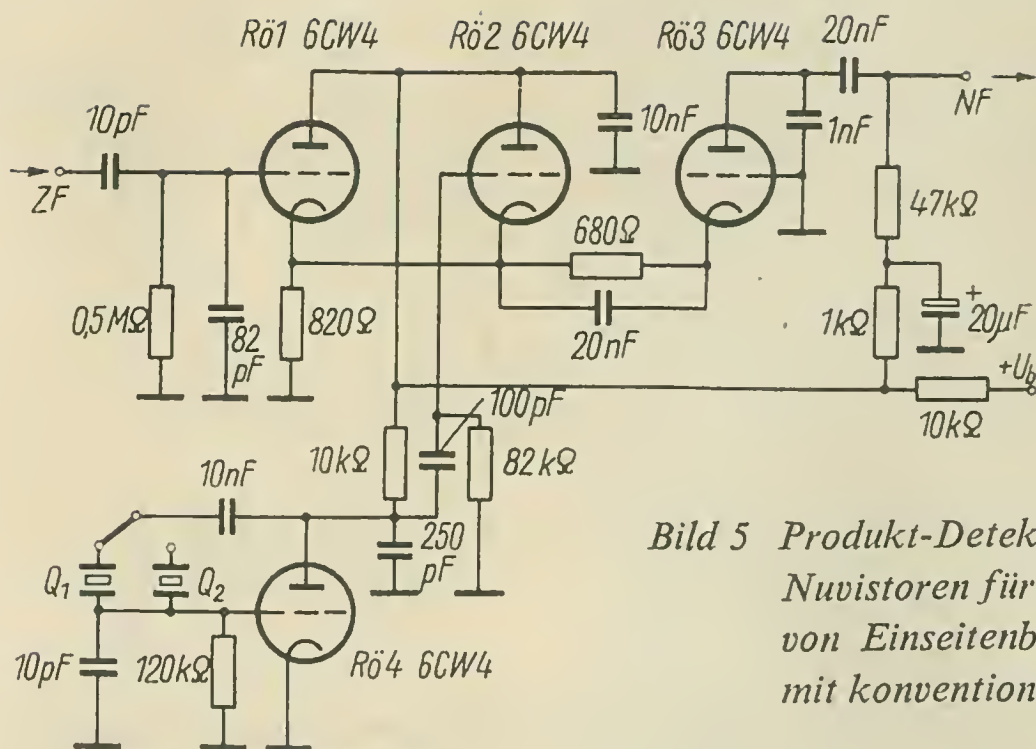 Rö1 6CW4
Rö2 6CW4
Rö3 6CW4
20nF
NF
10pF
ZF
10nF
1nF
47kΩ
680Ω
0,5MΩ
82
pF
820Ω
20nF
1kΩ
+
20µF
+Ub
100pF
10kΩ
10kΩ
82kΩ
10nF
250
pF
Q1
Q2
10pF
120kΩ
Rö4 6CW4
Bild 5 Produkt-Detek
Nuvistoren für
von Einseitenb
mit konvention